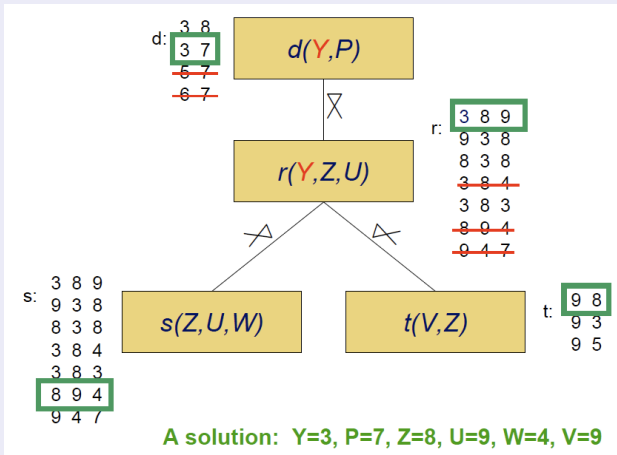 d:
3 8
3 7
5 7
6 7
d(Y,P)
r:
3 8 9
9 3 8
8 3 8
3 8 4
3 8 3
8 9 4
9 4 7
r(Y,Z,U)
s:
3 8 9
9 3 8
8 3 8
3 8 4
3 8 3
8 9 4
9 4 7
s(Z,U,W)
t(V,Z)
t:
9 8
9 3
9 5
A solution: Y=3, P=7, Z=8, U=9, W=4, V=9